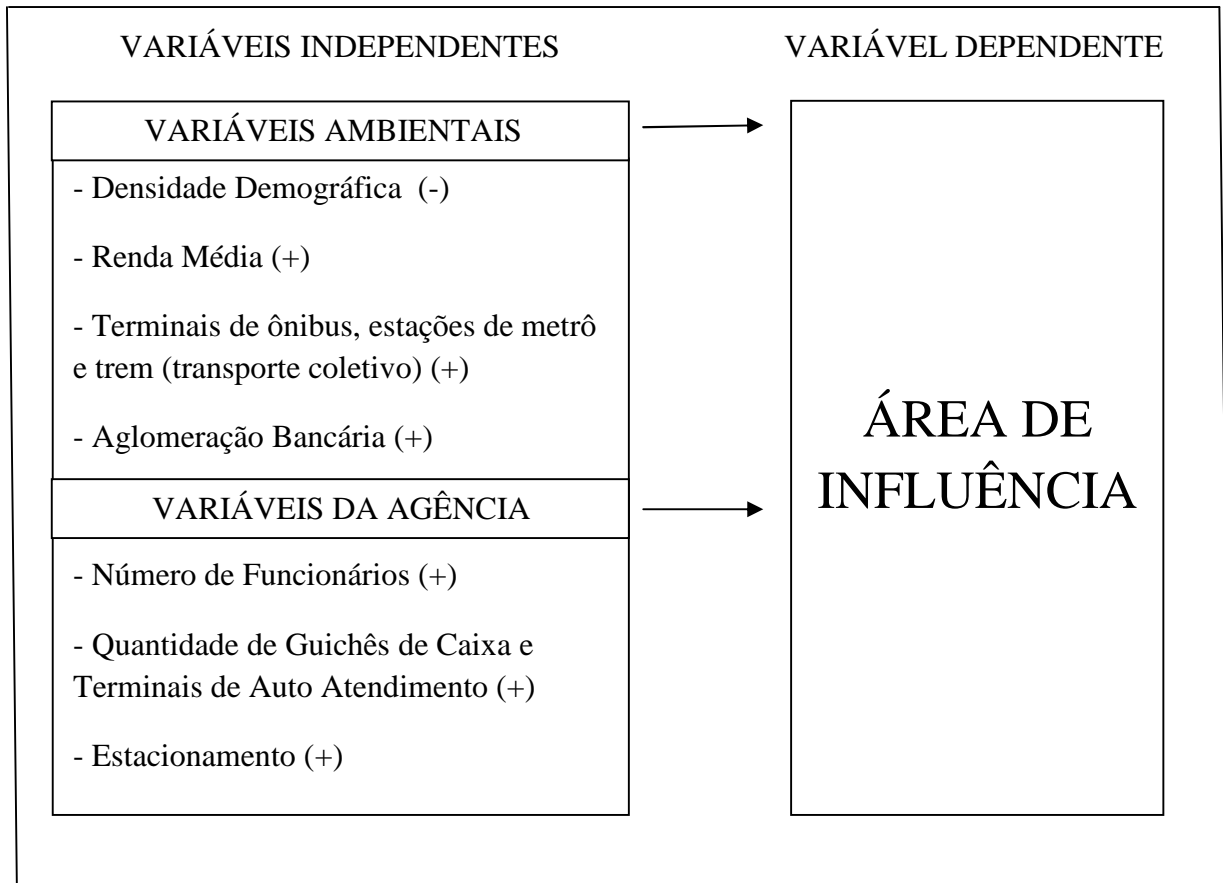 VARIÁVEIS INDEPENDENTES
VARIÁVEL DEPENDENTE
VARIÁVEIS AMBIENTAIS
- Densidade Demográfica  (-)
- Renda Média (+)
- Terminais de ônibus, estações de metrô
e trem (transporte coletivo) (+)
- Aglomeração Bancária (+)
VARIÁVEIS DA AGÊNCIA
- Número de Funcionários (+)
- Quantidade de Guichês de Caixa e
Terminais de Auto Atendimento (+)
- Estacionamento (+)
ÁREA DE
INFLUÊNCIA